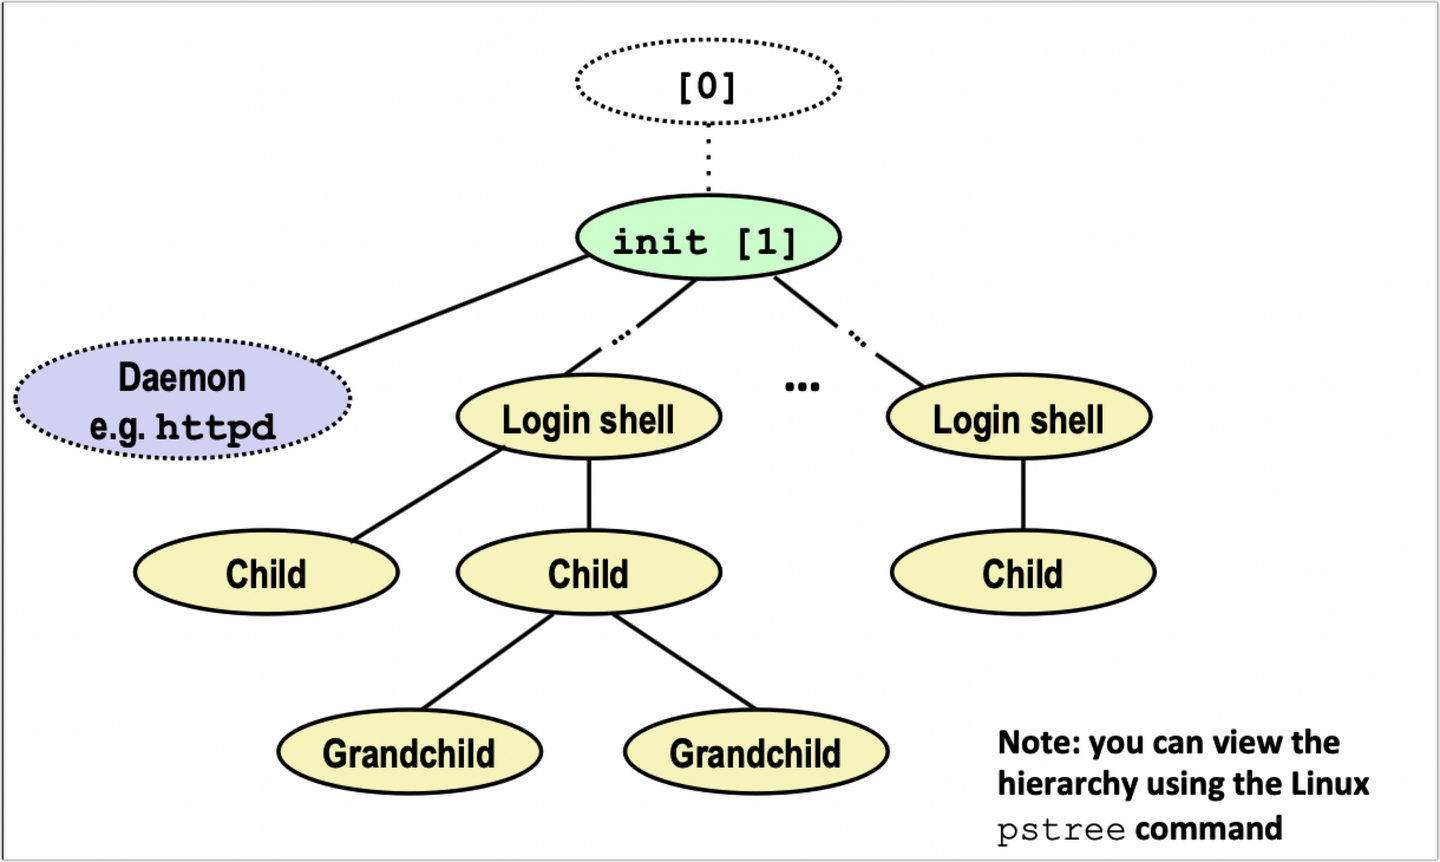 [0]
init [1]
Daemon
e.g. httpd
Login shell
...
Login shell
Child
Child
Child
Grandchild
Grandchild
Note: you can view the
hierarchy using the Linux
pstree command